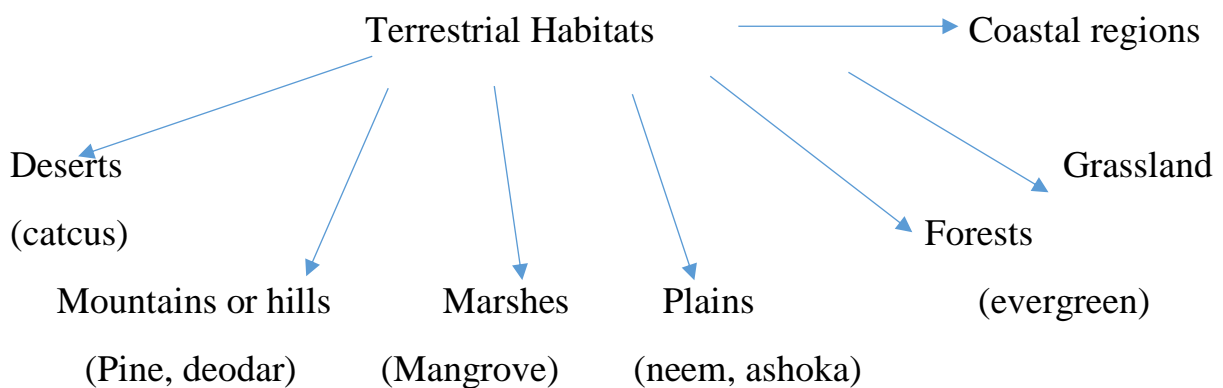 Terrestrial Habitats
Coastal regions
Deserts
(catcus)
Grassland
Forests
(evergreen)
Mountains or hills
(Pine, deodar)
Marshes
(Mangrove)
Plains
(neem, ashoka)